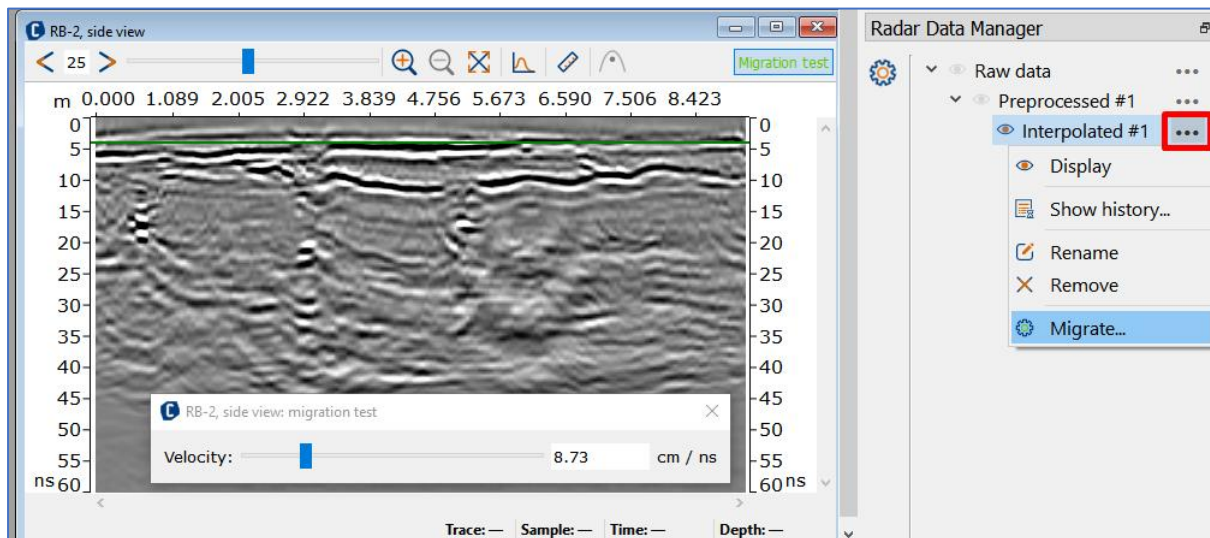 RB-2, side view
25
Migration test
m 0.000 1.089 2.005 2.922 3.839 4.756 5.673 6.590 7.506 8.423
0 0
5 5
10 10
15 15
20 20
25 25
30 30
35 35
40 40
45 45
50 50
55 55
ns 60 60 ns
RB-2, side view: migration test
Velocity: 8.73 cm / ns
Trace: — Sample: — Time: — Depth: —
Radar Data Manager
Raw data
Preprocessed #1
Interpolated #1
Display
Show history...
Rename
Remove
Migrate...